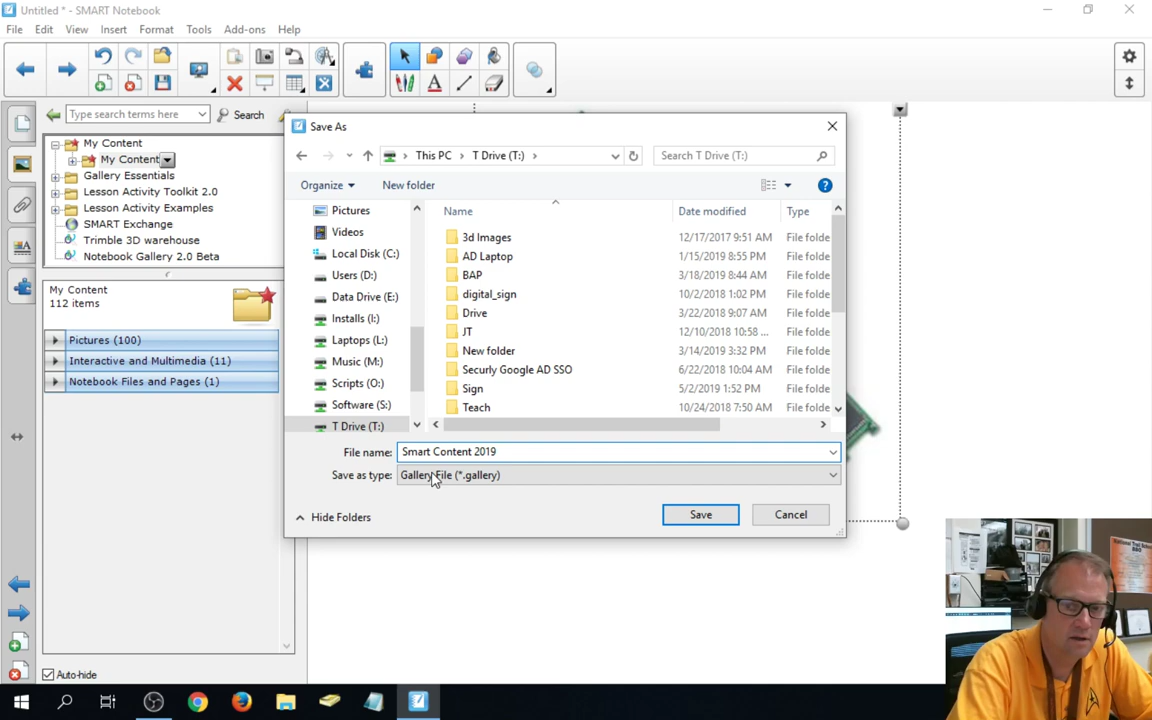 Untitled * - SMART Notebook
File Edit View Insert Format Tools Add-ons Help
Type search terms here Search
My Content
My Content
Gallery Essentials
Lesson Activity Toolkit 2.0
Lesson Activity Examples
SMART Exchange
Trimble 3D warehouse
Notebook Gallery 2.0 Beta
My Content
112 items
Pictures (100)
Interactive and Multimedia (11)
Notebook Files and Pages (1)
Auto-hide
Save As
This PC > T Drive (T:) >
Search T Drive (T:)
Organize New folder
Pictures
Videos
Local Disk (C:)
Users (D:)
Data Drive (E:)
Installs (I:)
Laptops (L:)
Music (M:)
Scripts (O:)
Software (S:)
T Drive (T:)
Name Date modified Type
3d Images 12/17/2017 9:51 AM File folde
AD Laptop 1/15/2019 8:55 PM File folde
BAP 3/18/2019 8:44 AM File folde
digital_sign 10/2/2018 1:02 PM File folde
Drive 3/22/2018 9:07 AM File folde
JT 12/10/2018 10:58 ... File folde
New folder 3/14/2019 3:32 PM File folde
Securly Google AD SSO 6/22/2018 10:04 AM File folde
Sign 5/2/2019 1:52 PM File folde
Teach 10/24/2018 7:50 AM File folde
File name: Smart Content 2019
Save as type: Gallery File (*.gallery)
Hide Folders
Save Cancel